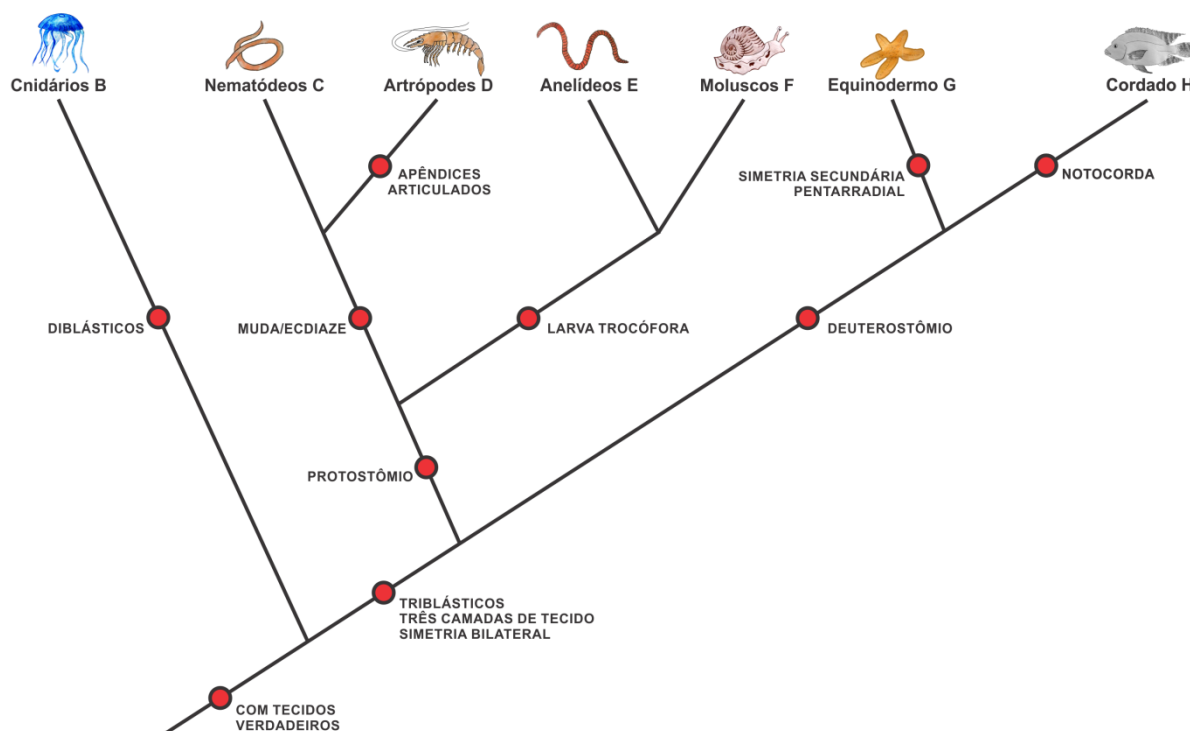 Cnidários B
Nematódeos C
Artrópodes D
Anelídeos E
Moluscos F
Equinodermo G
Cordado H
APÊNDICES
ARTICULADOS
SIMETRIA SECUNDÁRIA
PENTARRADIAL
NOTOCORDA
DIBLÁSTICOS
MUDA/ECDIAZE
LARVA TROCÓFORA
DEUTEROSTÔMIO
PROTOSTÔMIO
TRIBLÁSTICOS
TRÊS CAMADAS DE TECIDO
SIMETRIA BILATERAL
COM TECIDOS
VERDADEIROS